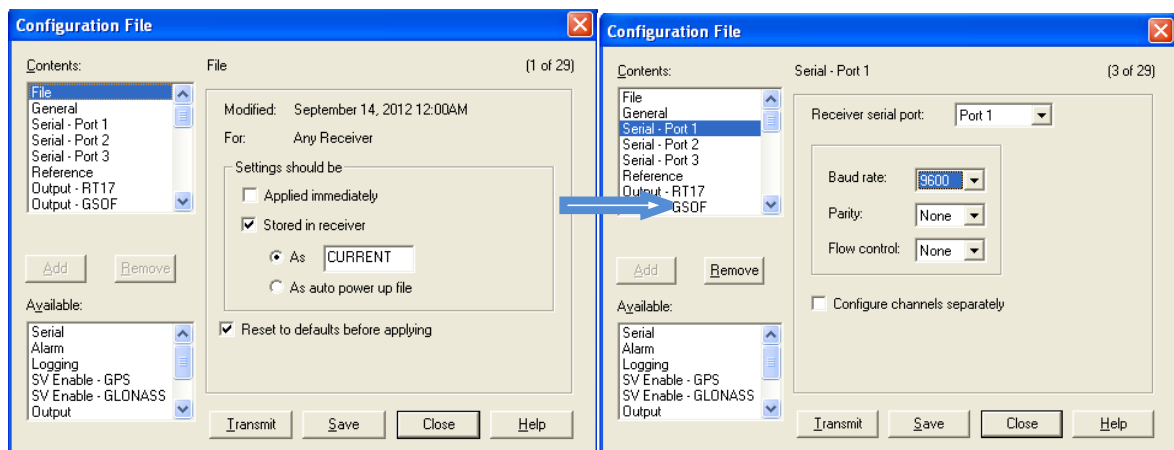 Configuration File
Contents:
File
General
Serial - Port 1
Serial - Port 2
Serial - Port 3
Reference
Output - RT17
Output - GSOF
Add
Remove
Available:
Serial
Alarm
Logging
SV Enable - GPS
SV Enable - GLONASS
Output
File
(1 of 29)
Modified: September 14, 2012 12:00AM
For: Any Receiver
Settings should be
Applied immediately
Stored in receiver
As CURRENT
As auto power up file
Reset to defaults before applying
Transmit Save Close Help
Configuration File
Contents:
File
General
Serial - Port 1
Serial - Port 2
Serial - Port 3
Reference
Output - RT17
GSOF
Add
Remove
Available:
Serial
Alarm
Logging
SV Enable - GPS
SV Enable - GLONASS
Output
Serial - Port 1
(3 of 29)
Receiver serial port: Port 1
Baud rate: 9600
Parity: None
Flow control: None
Configure channels separately
Transmit Save Close Help